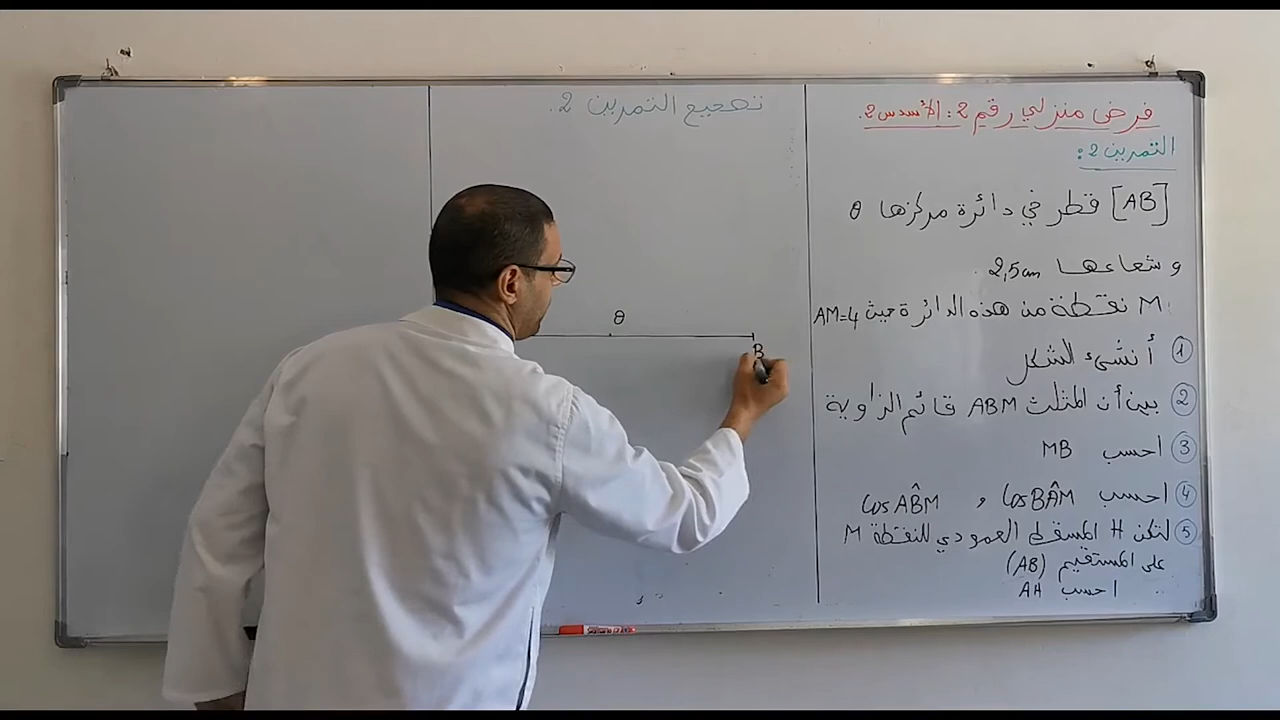 فرض منزلي رقم 2 : الأسدس 2.
التمرين 2 :
[AB] قطر في دائرة مركزها θ
و شعاعها 2,5cm .
M نقطة من هذه الدائرة حيث AM=4
① أنشىء الشكل
② بين أن المثلث ABM قائم الزاوية
③ احسب MB
④ احسب cosBÂM , cosAB̂M
⑤ لتكن H المسقط العمودي للنقطة M
على المستقيم (AB)
احسب AH
تصحيح التمرين 2.
θ
B